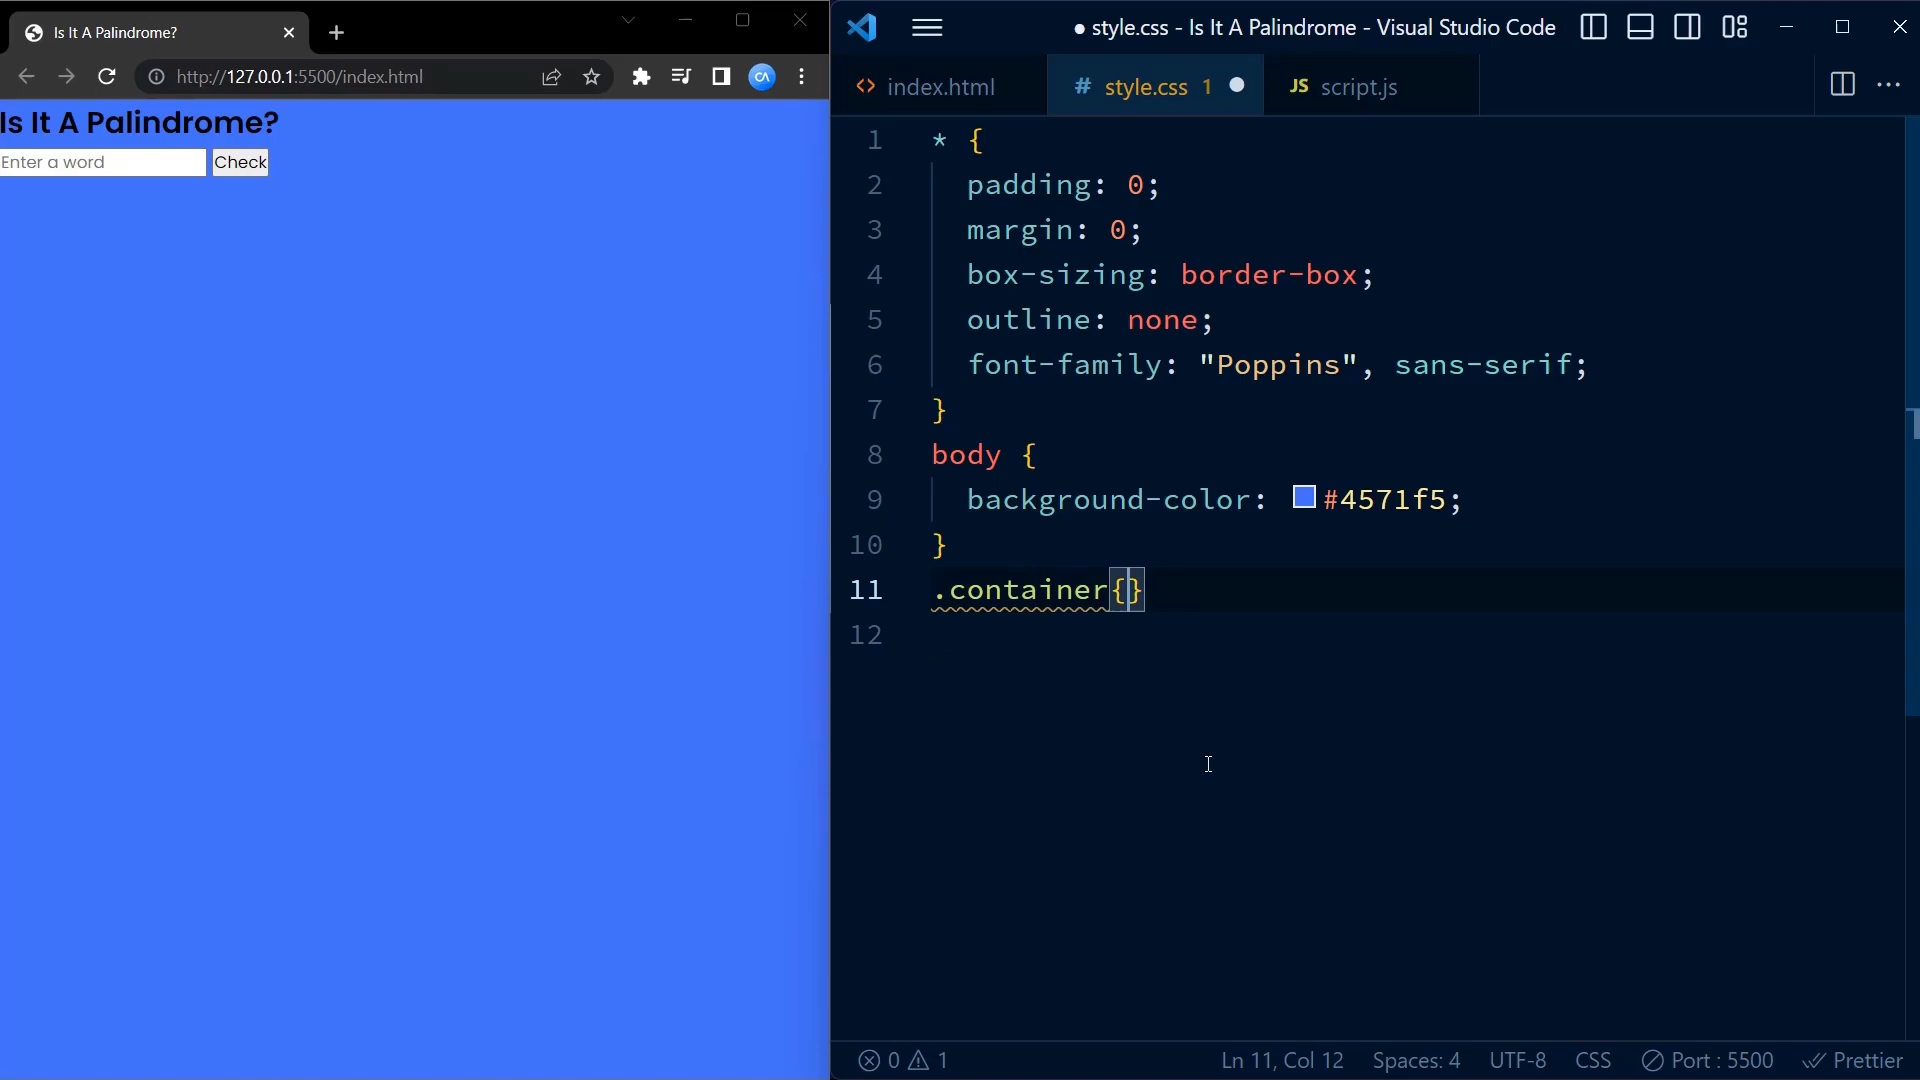 Is It A Palindrome?
http://127.0.0.1:5500/index.html
CA
Is It A Palindrome?
Enter a word
Check
● style.css - Is It A Palindrome - Visual Studio Code
<> index.html
# style.css 1
JS script.js
1 * {
2 padding: 0;
3 margin: 0;
4 box-sizing: border-box;
5 outline: none;
6 font-family: "Poppins", sans-serif;
7 }
8 body {
9 background-color: #4571f5;
10 }
11 .container{}
12
0 1
Ln 11, Col 12
Spaces: 4
UTF-8
CSS
Port : 5500
Prettier